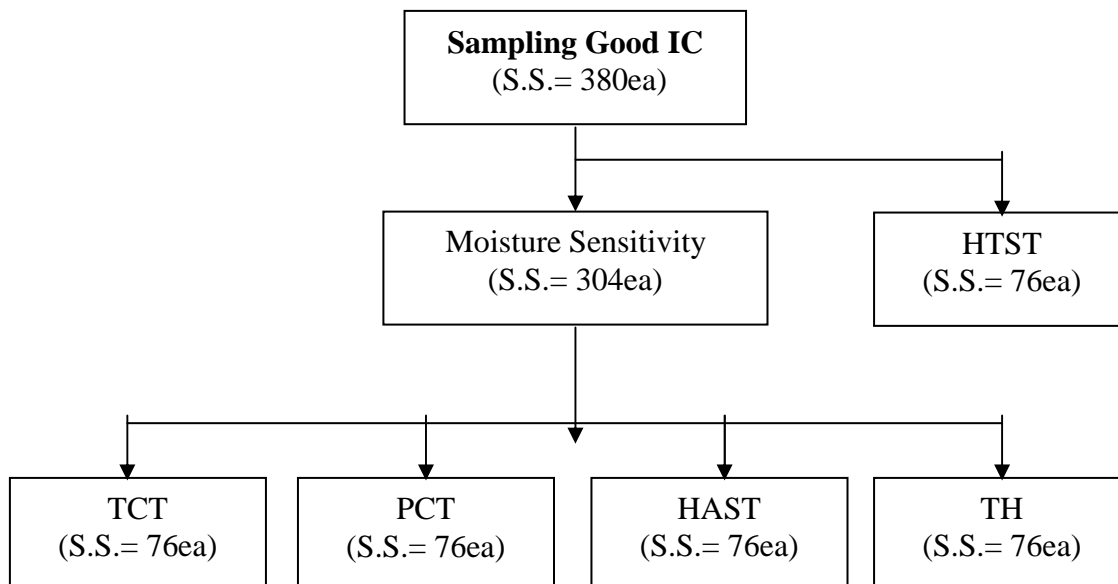 Sampling Good IC
(S.S.= 380ea)
Moisture Sensitivity
(S.S.= 304ea)
HTST
(S.S.= 76ea)
TCT
(S.S.= 76ea)
PCT
(S.S.= 76ea)
HAST
(S.S.= 76ea)
TH
(S.S.= 76ea)